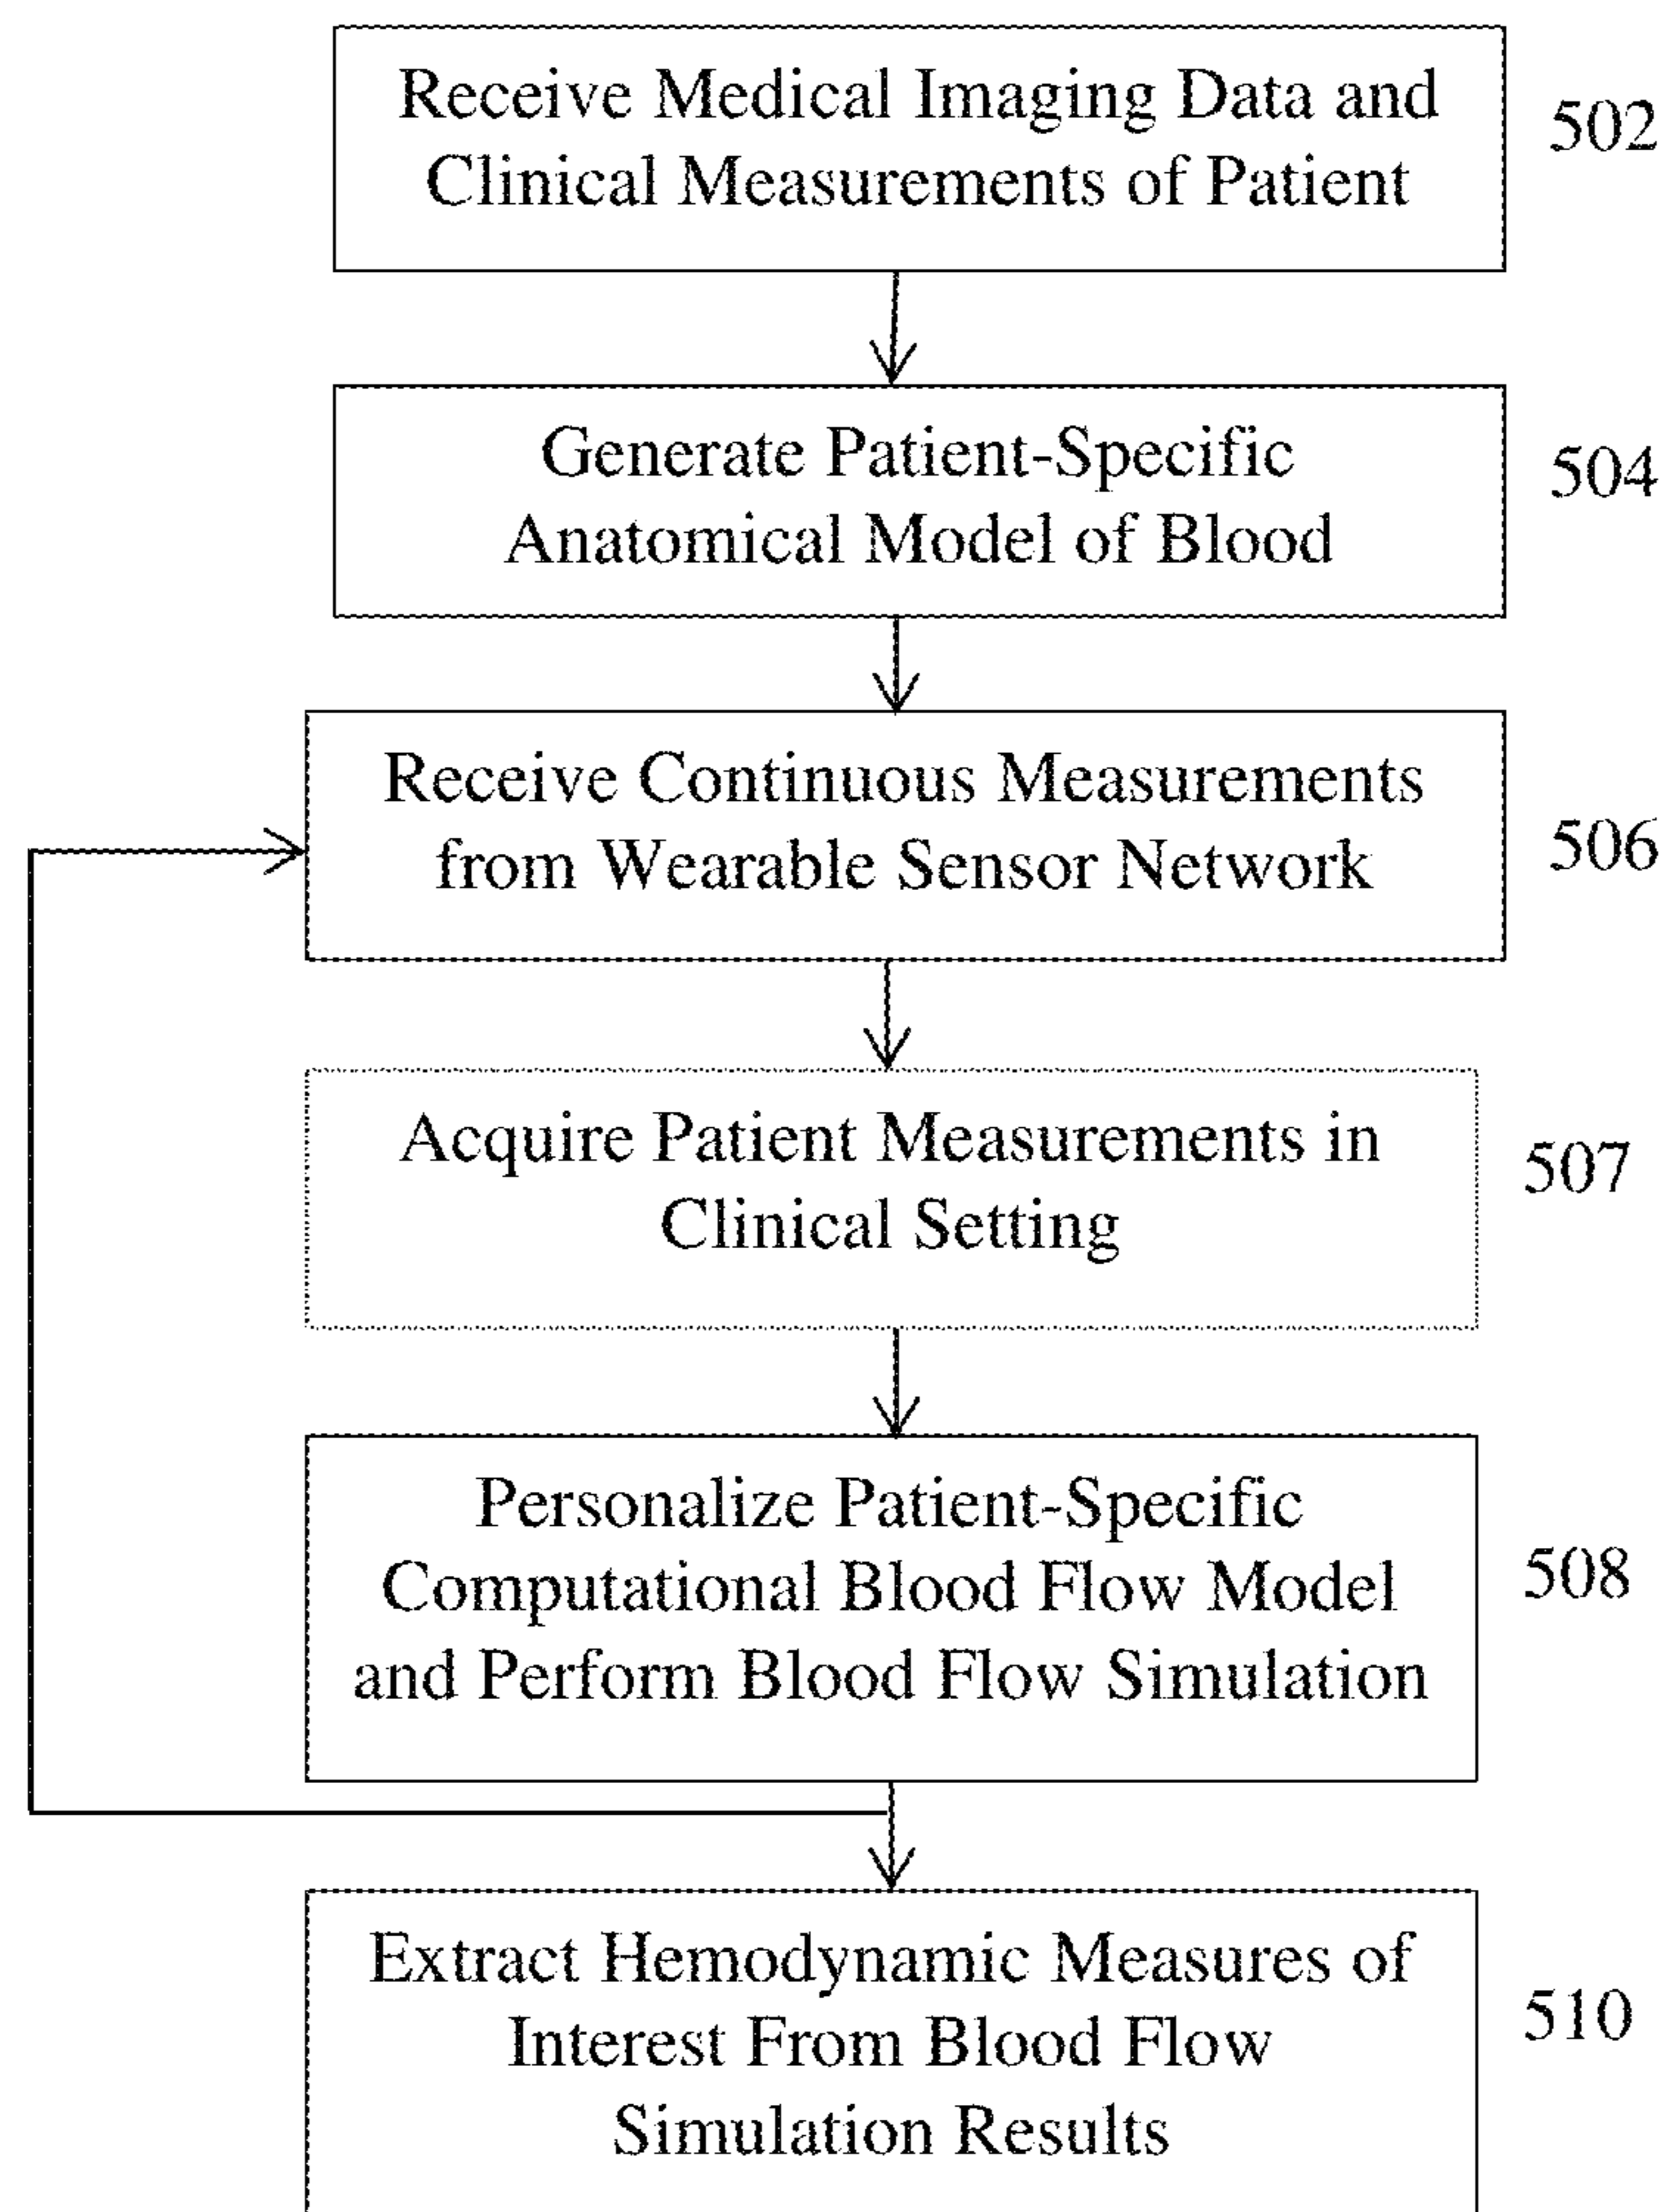 Receive Medical Imaging Data and
Clinical Measurements of Patient
502
Generate Patient-Specific
Anatomical Model of Blood
504
Receive Continuous Measurements
from Wearable Sensor Network
506
Acquire Patient Measurements in
Clinical Setting
507
Personalize Patient-Specific
Computational Blood Flow Model
and Perform Blood Flow Simulation
508
Extract Hemodynamic Measures of
Interest From Blood Flow
Simulation Results
510